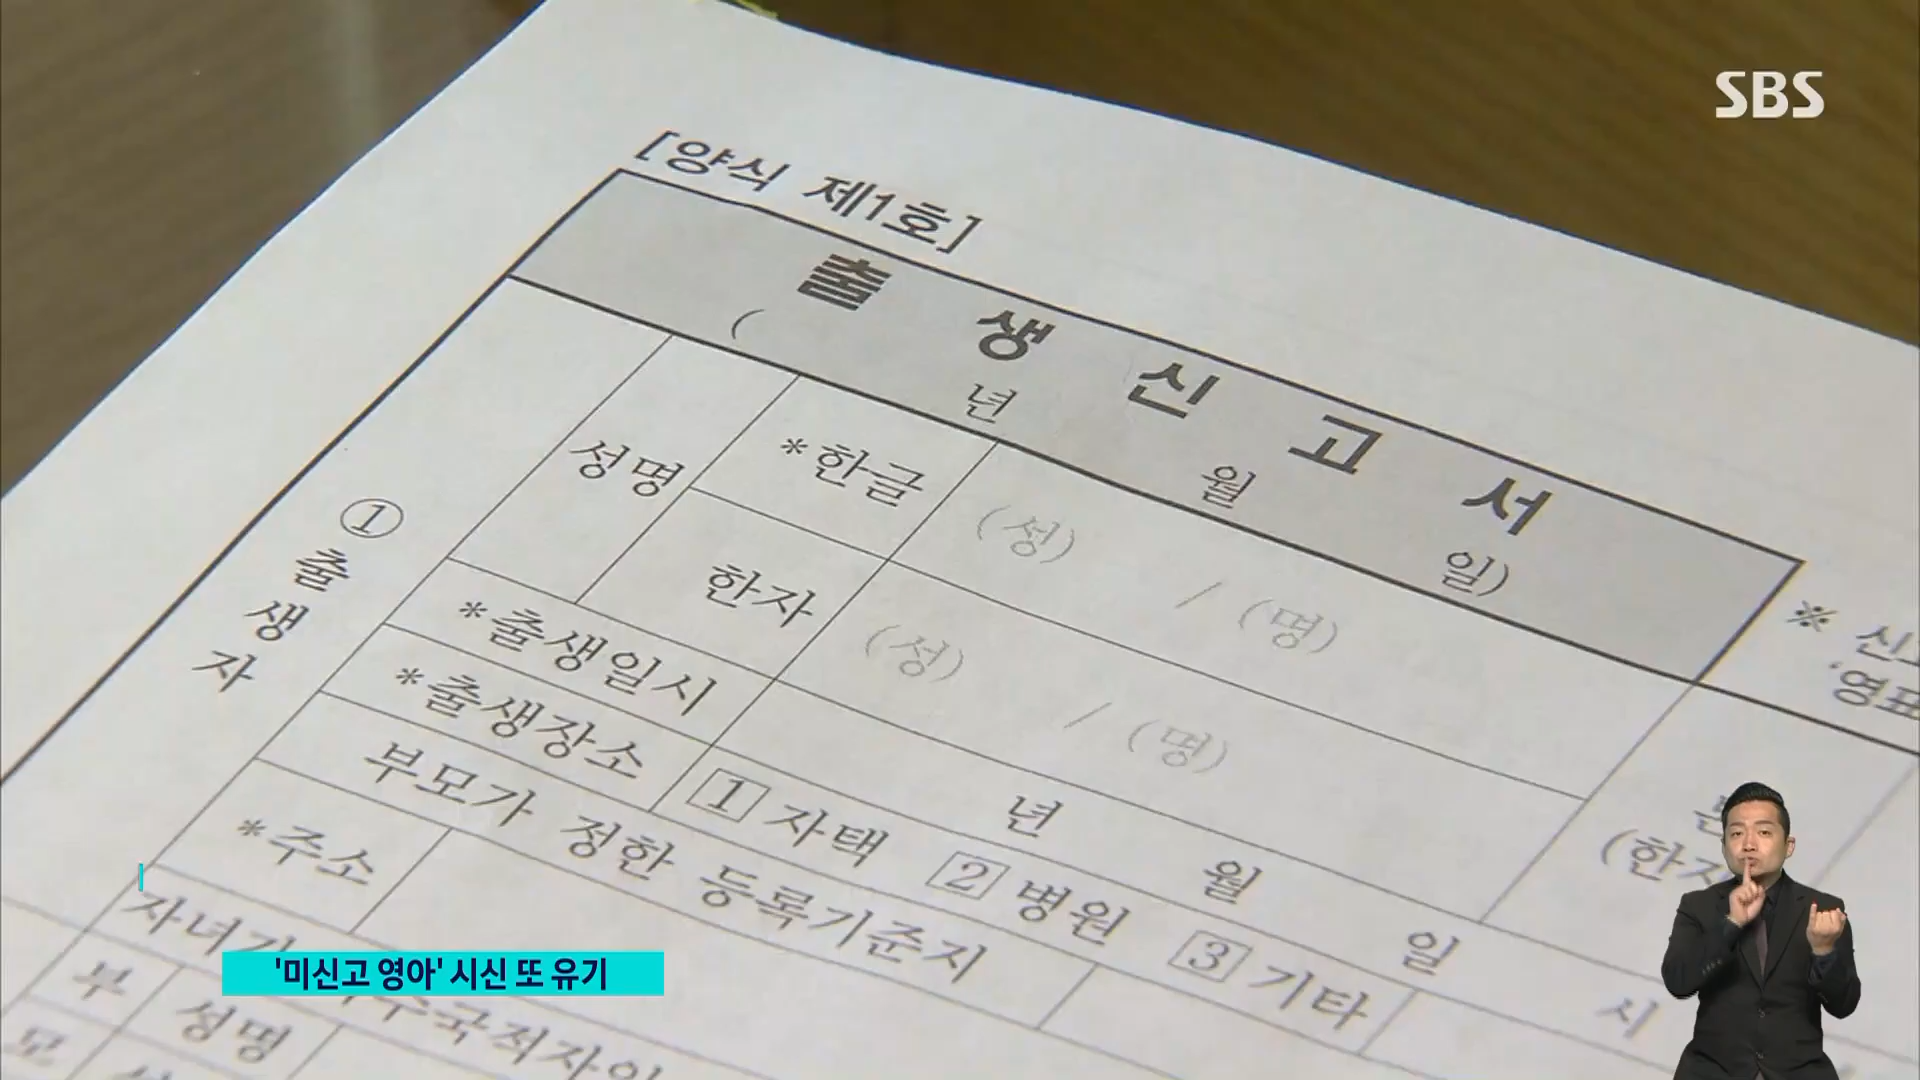 SBS
[양식 제1호]
출 생 신 고 서
( 년 월 일)
※
①
출
생
자
성명
*한글
(성) / (명)
한자
(성) / (명)
(한자
*출생일시
년 월 일 시
*출생장소
1 자택 2 병원 3 기타
부모가 정한 등록기준지
*주소
부
성명
모
'미신고 영아' 시신 또 유기